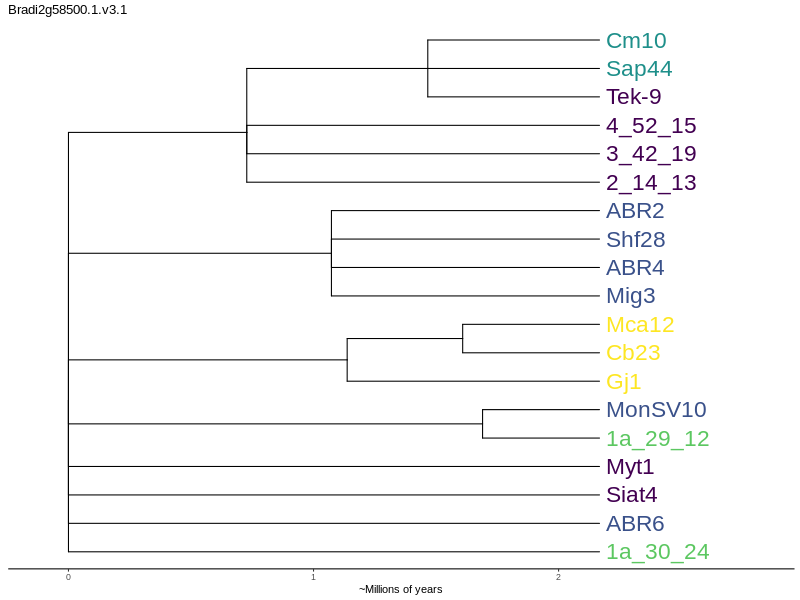 Bradi2g58500.1.v3.1
Cm10
Sap44
Tek-9
4_52_15
3_42_19
2_14_13
ABR2
Shf28
ABR4
Mig3
Mca12
Cb23
Gj1
MonSV10
1a_29_12
Myt1
Siat4
ABR6
1a_30_24
0 1 2
~Millions of years